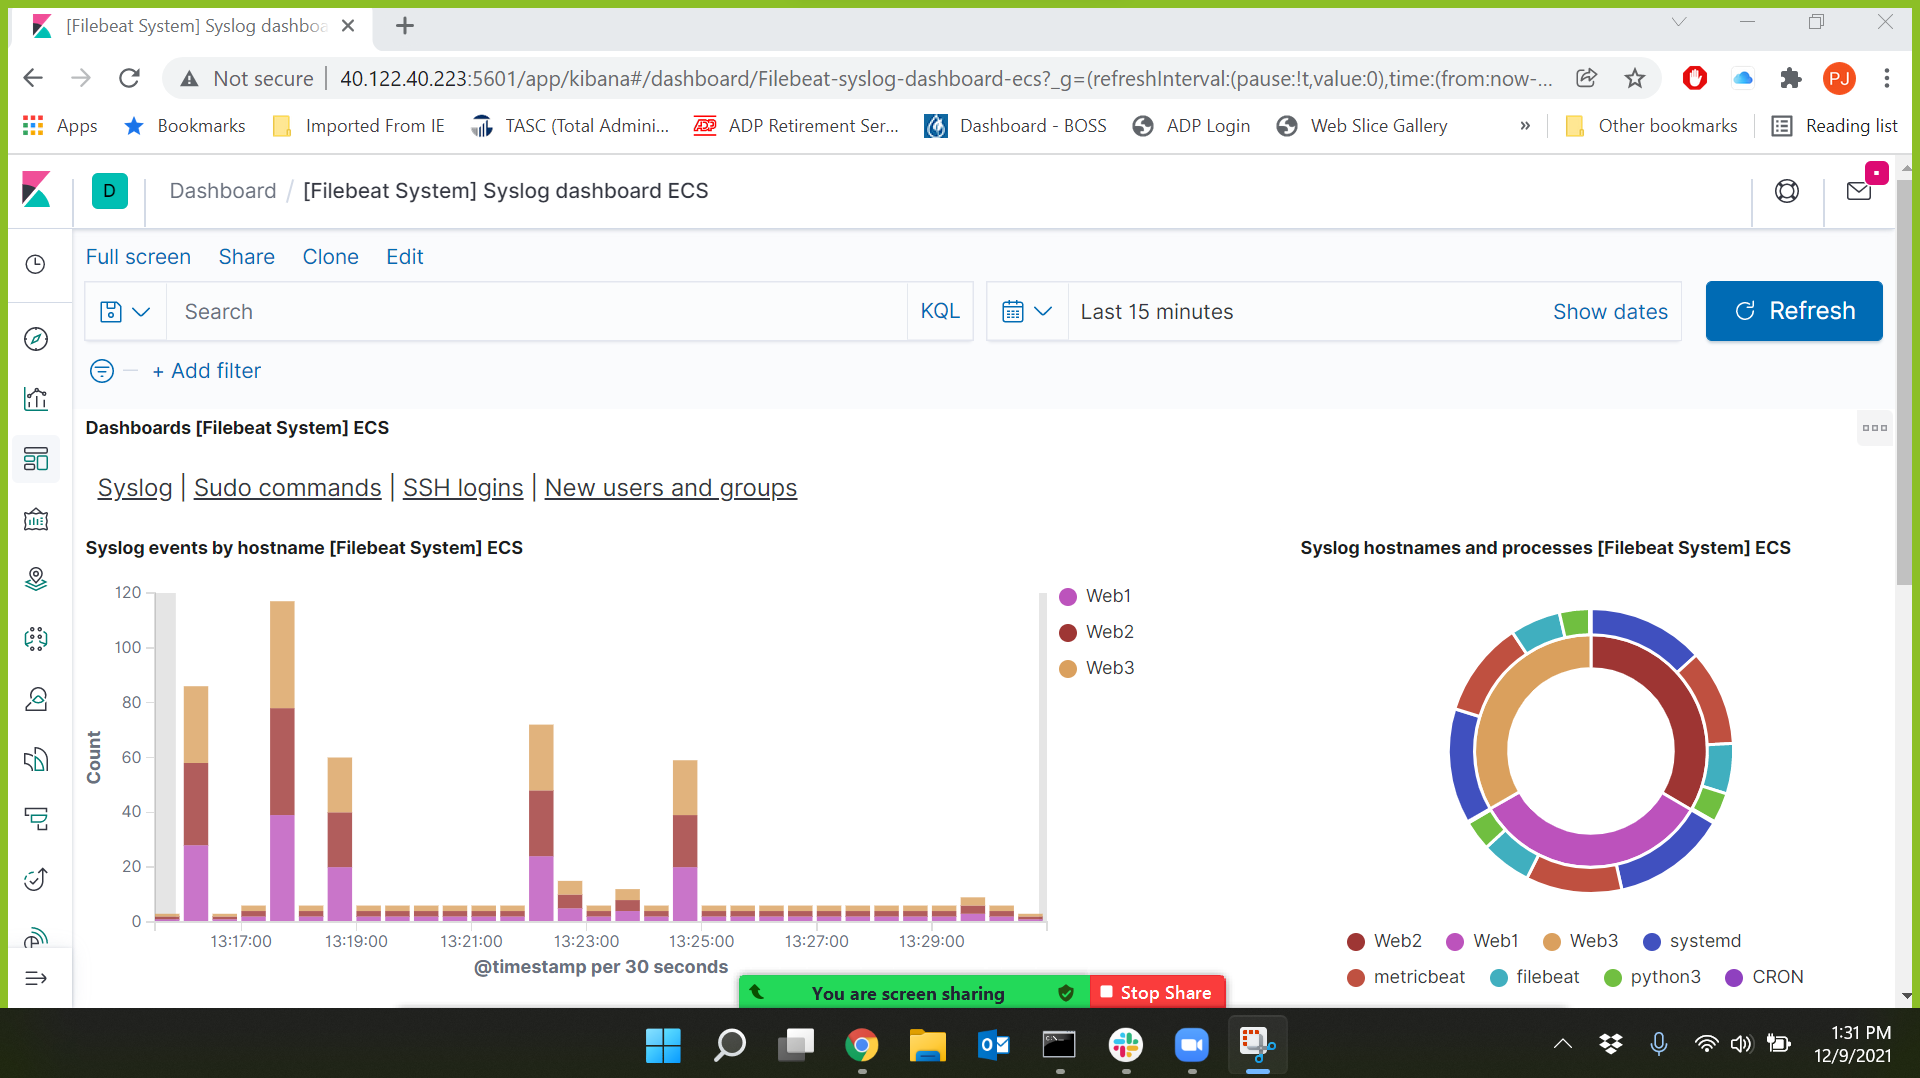 [Filebeat System] Syslog dashboa
Not secure 40.122.40.223:5601/app/kibana#/dashboard/Filebeat-syslog-dashboard-ecs?_g=(refreshInterval:(pause:!t,value:0),time:(from:now-... PJ
Apps Bookmarks Imported From IE TASC (Total Admini... ADP ADP Retirement Ser... Dashboard - BOSS ADP Login Web Slice Gallery » Other bookmarks Reading list
D Dashboard / [Filebeat System] Syslog dashboard ECS
Full screen Share Clone Edit
Search KQL Last 15 minutes Show dates Refresh
+ Add filter
Dashboards [Filebeat System] ECS
Syslog | Sudo commands | SSH logins | New users and groups
Syslog events by hostname [Filebeat System] ECS
Syslog hostnames and processes [Filebeat System] ECS
120
100
80
60
40
20
0
Count
13:17:00 13:19:00 13:21:00 13:23:00 13:25:00 13:27:00 13:29:00
@timestamp per 30 seconds
Web1
Web2
Web3
Web2 Web1 Web3 systemd
metricbeat filebeat python3 CRON
You are screen sharing Stop Share
1:31 PM
12/9/2021